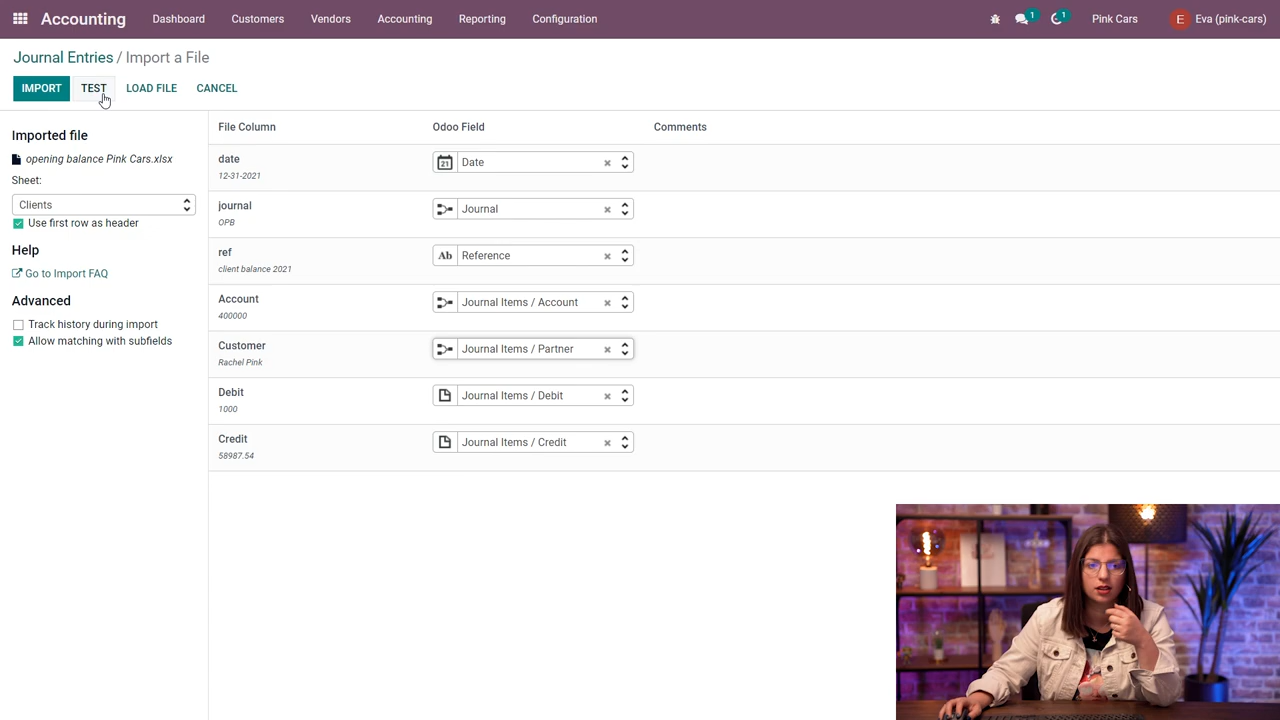 Accounting Dashboard Customers Vendors Accounting Reporting Configuration 1 1 Pink Cars E Eva (pink-cars)
Journal Entries / Import a File
IMPORT TEST LOAD FILE CANCEL
Imported file
opening balance Pink Cars.xlsx
Sheet:
Clients
Use first row as header
Help
Go to Import FAQ
Advanced
Track history during import
Allow matching with subfields
File Column Odoo Field Comments
date 21 Date
12-31-2021
journal Journal
OPB
ref Ab Reference
client balance 2021
Account Journal Items / Account
400000
Customer Journal Items / Partner
Rachel Pink
Debit Journal Items / Debit
1000
Credit Journal Items / Credit
58987.54